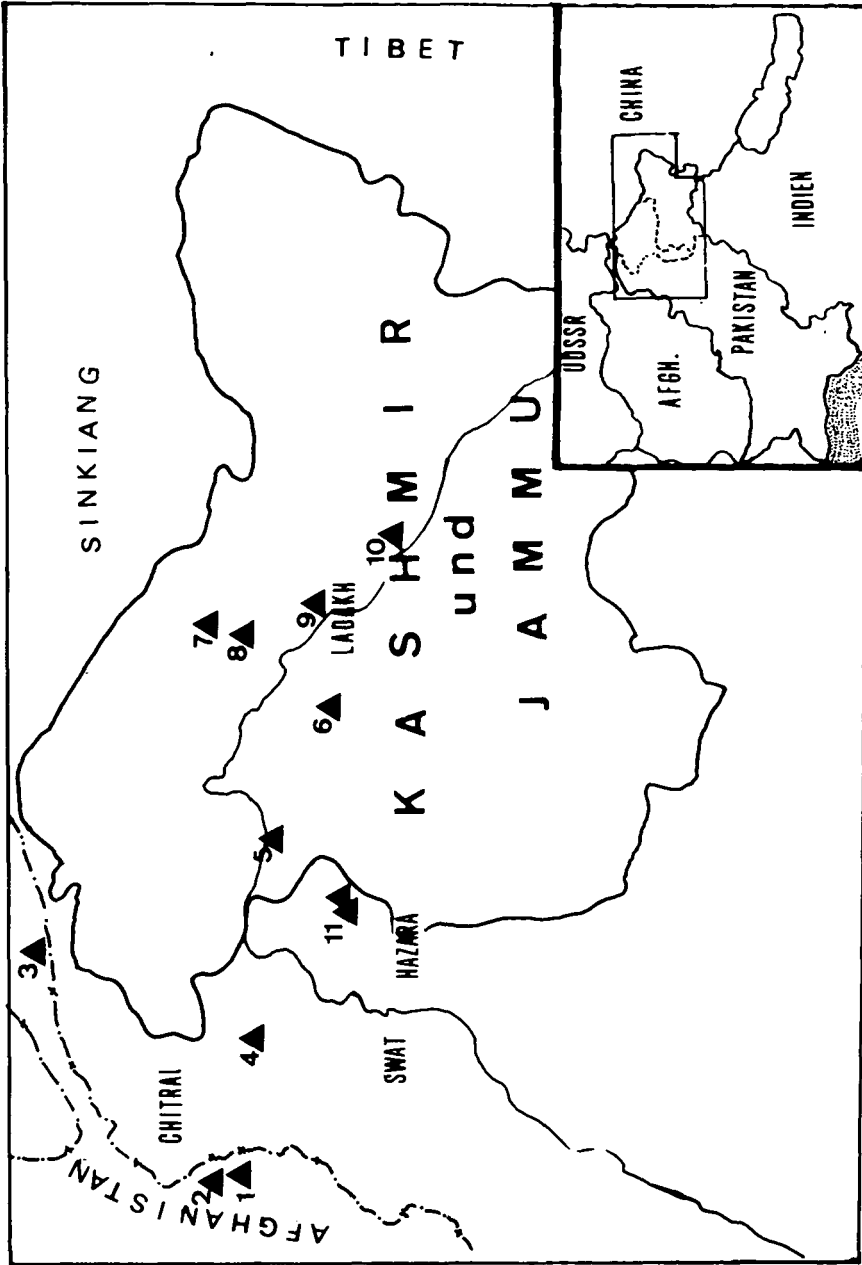 TIBET
SINKIANG
AFGHANISTAN
CHITRAL
SWAT
HAZARA
LADAKH
KASHMIR
und
JAMMU
1
2
3
4
5
6
7
8
9
10
11
UDSSR
CHINA
AFGH.
PAKISTAN
INDIEN